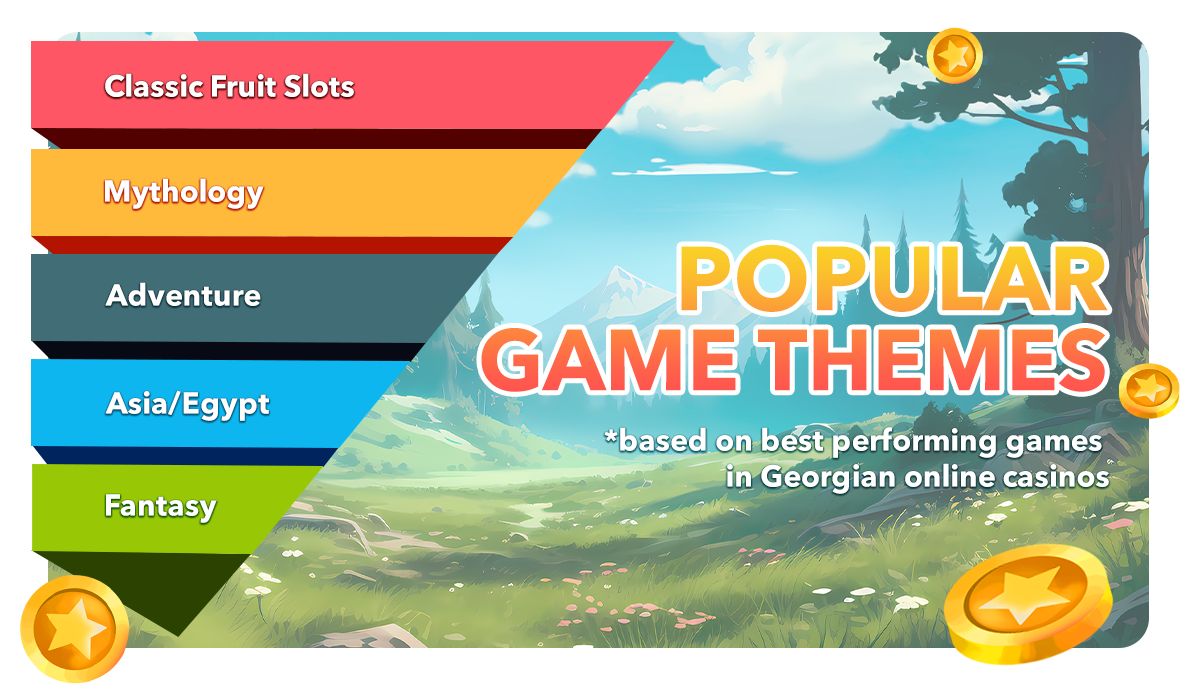 Classic Fruit Slots
Mythology
Adventure
Asia/Egypt
Fantasy
POPULAR
GAME THEMES
*based on best performing games
in Georgian online casinos